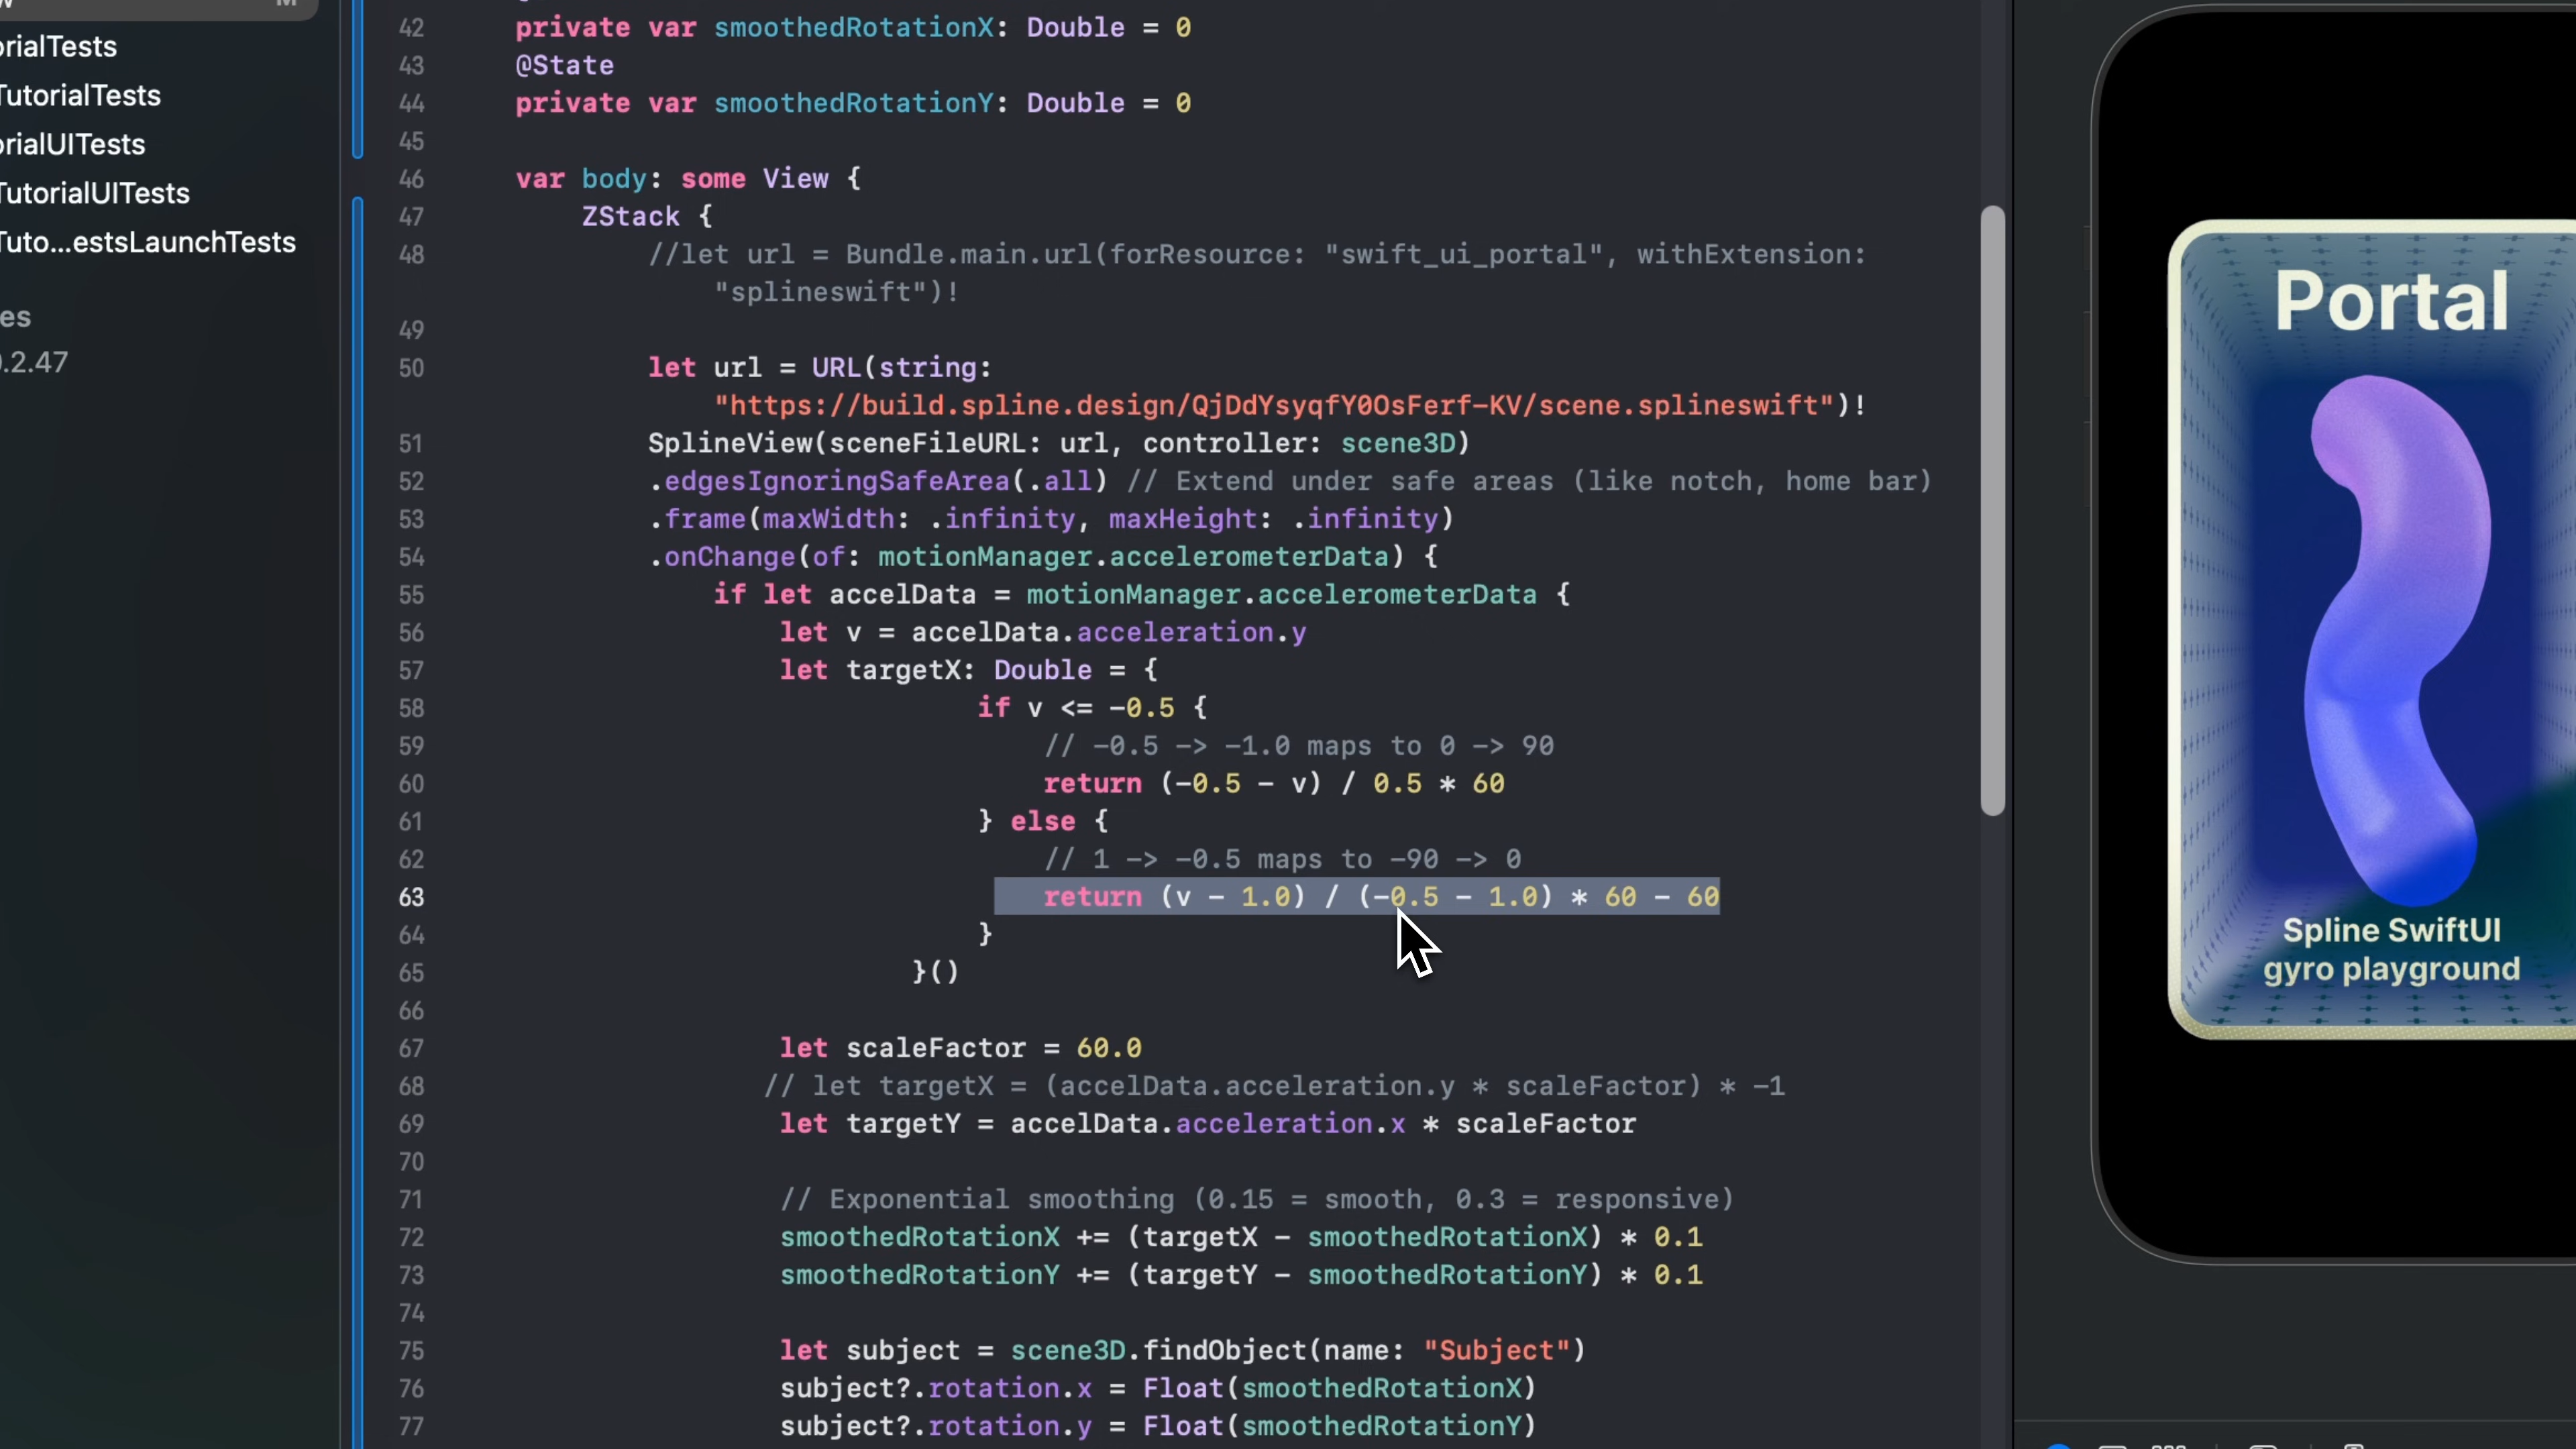 M
orialTests
TutorialTests
orialUITests
TutorialUITests
Tuto...estsLaunchTests
es
.2.47
42 private var smoothedRotationX: Double = 0
43 @State
44 private var smoothedRotationY: Double = 0
45
46 var body: some View {
47 ZStack {
48 //let url = Bundle.main.url(forResource: "swift_ui_portal", withExtension:
"splineswift")!
49
50 let url = URL(string:
"https://build.spline.design/QjDdYsyqfY0OsFerf-KV/scene.splineswift")!
51 SplineView(sceneFileURL: url, controller: scene3D)
52 .edgesIgnoringSafeArea(.all) // Extend under safe areas (like notch, home bar)
53 .frame(maxWidth: .infinity, maxHeight: .infinity)
54 .onChange(of: motionManager.accelerometerData) {
55 if let accelData = motionManager.accelerometerData {
56 let v = accelData.acceleration.y
57 let targetX: Double = {
58 if v <= -0.5 {
59 // -0.5 -> -1.0 maps to 0 -> 90
60 return (-0.5 - v) / 0.5 * 60
61 } else {
62 // 1 -> -0.5 maps to -90 -> 0
63 return (v - 1.0) / (-0.5 - 1.0) * 60 - 60
64 }
65 }()
66
67 let scaleFactor = 60.0
68 // let targetX = (accelData.acceleration.y * scaleFactor) * -1
69 let targetY = accelData.acceleration.x * scaleFactor
70
71 // Exponential smoothing (0.15 = smooth, 0.3 = responsive)
72 smoothedRotationX += (targetX - smoothedRotationX) * 0.1
73 smoothedRotationY += (targetY - smoothedRotationY) * 0.1
74
75 let subject = scene3D.findObject(name: "Subject")
76 subject?.rotation.x = Float(smoothedRotationX)
77 subject?.rotation.y = Float(smoothedRotationY)
Portal
Spline SwiftUI
gyro playground